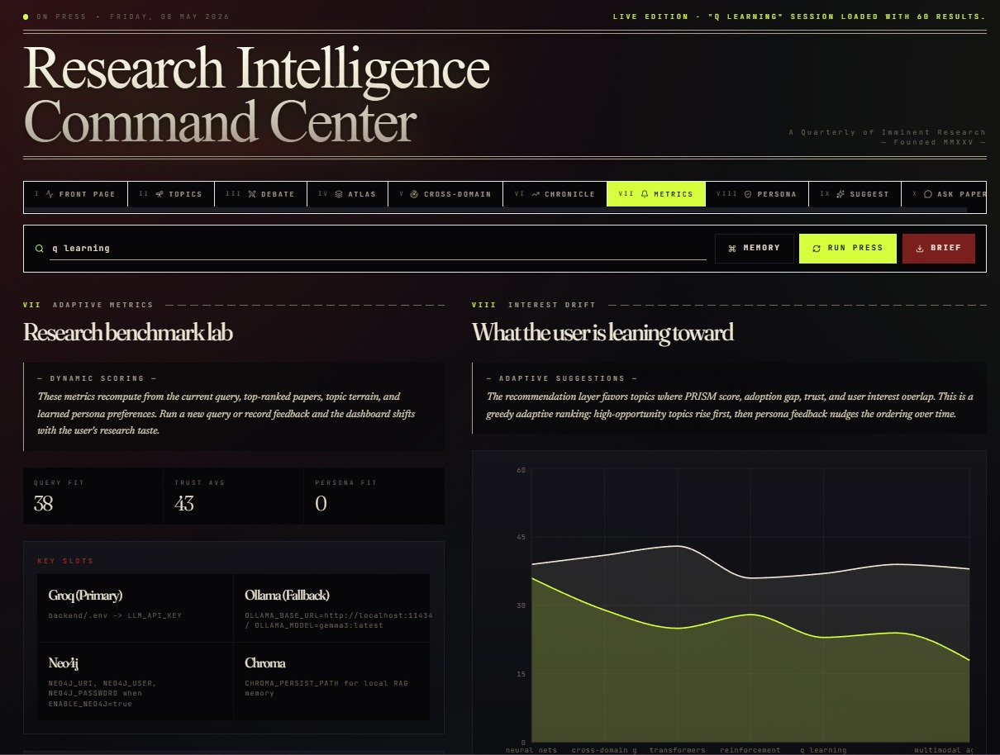 ON PRESS · FRIDAY, 08 MAY 2026
LIVE EDITION · "Q LEARNING" SESSION LOADED WITH 60 RESULTS.
Research Intelligence
Command Center
A Quarterly of Imminent Research
— Founded MMXXV —
I FRONT PAGE
II TOPICS
III DEBATE
IV ATLAS
V CROSS-DOMAIN
VI CHRONICLE
VII METRICS
VIII PERSONA
IX SUGGEST
X ASK PAPER
q learning
MEMORY
RUN PRESS
BRIEF
VII ADAPTIVE METRICS
Research benchmark lab
— DYNAMIC SCORING —
These metrics recompute from the current query, top-ranked papers, topic terrain, and
learned persona preferences. Run a new query or record feedback and the dashboard shifts
with the user's research taste.
QUERY FIT
38
TRUST AVG
43
PERSONA FIT
0
KEY SLOTS
Groq (Primary)
backend/.env -> LLM_API_KEY
Ollama (Fallback)
OLLAMA_BASE_URL=http://localhost:11434
/ OLLAMA_MODEL=gemma3:latest
Neo4j
NEO4J_URI, NEO4J_USER,
NEO4J_PASSWORD when
ENABLE_NEO4J=true
Chroma
CHROMA_PERSIST_PATH for local RAG
memory
VIII INTEREST DRIFT
What the user is leaning toward
— ADAPTIVE SUGGESTIONS —
The recommendation layer favors topics where PRISM score, adoption gap, trust, and user interest overlap. This is a
greedy adaptive ranking: high-opportunity topics rise first, then persona feedback nudges the ordering over time.
60
45
30
15
0
neural nets
cross-domain g
transformers
reinforcement
q learning
multimodal ag